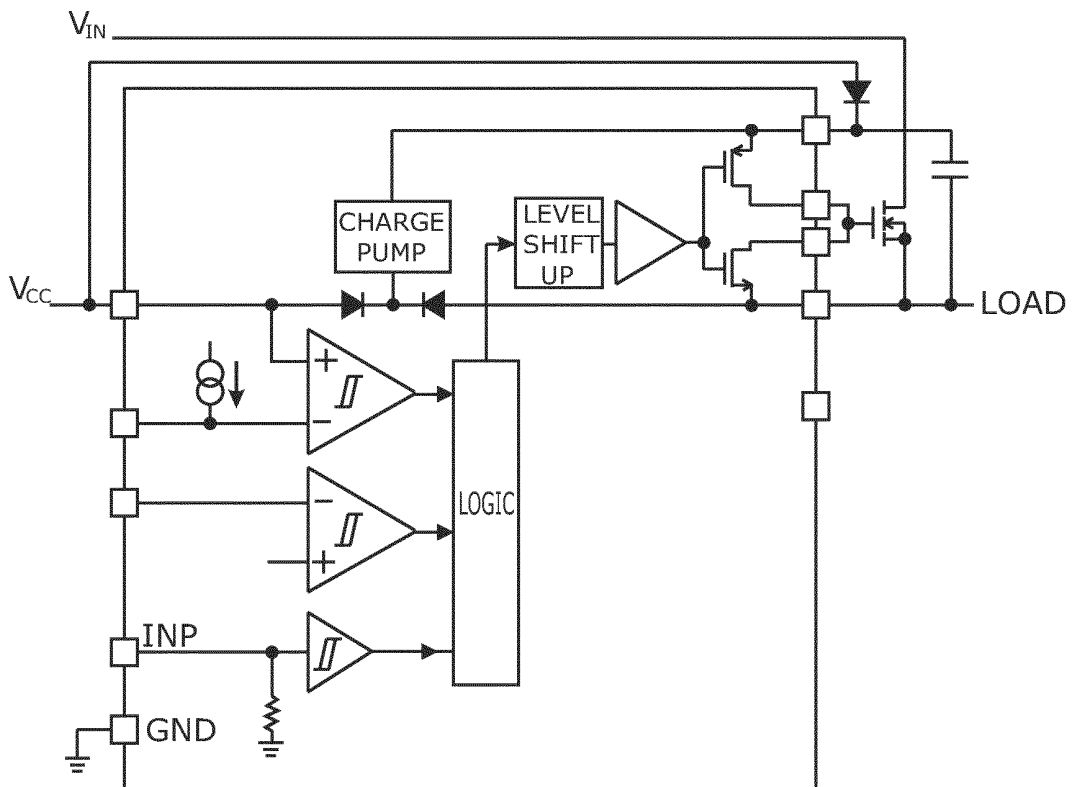 VIN
CHARGE
PUMP
LEVEL
SHIFT
UP
VCC
LOAD
+
−
LOGIC
−
+
INP
GND